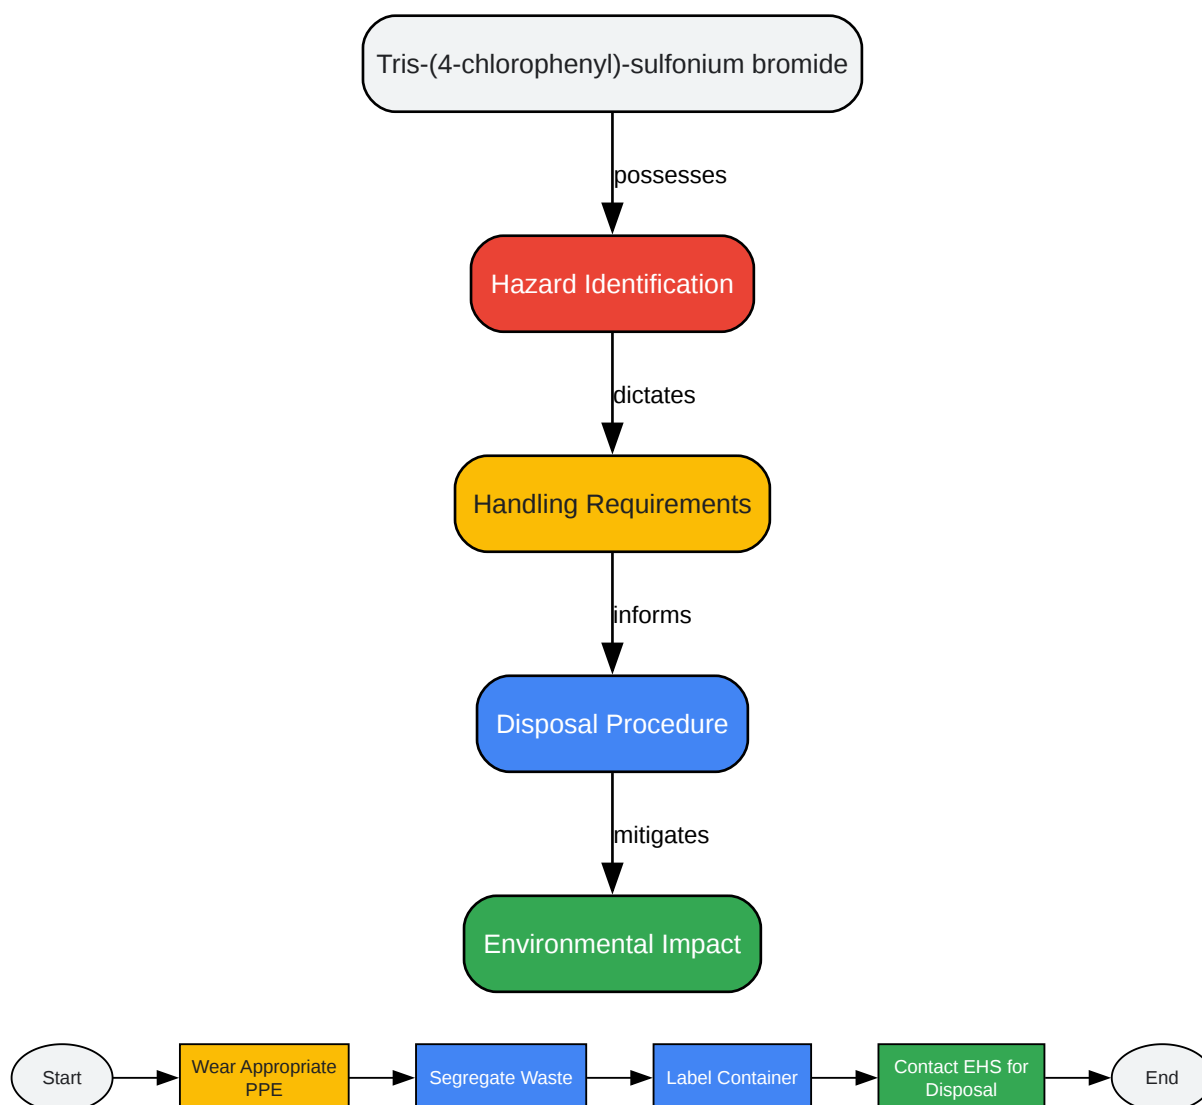 Tris-(4-chlorophenyl)-sulfonium bromide
possesses
Hazard Identification
dictates
Handling Requirements
informs
Disposal Procedure
mitigates
Environmental Impact
Start
Wear Appropriate
PPE
Segregate Waste
Label Container
Contact EHS for
Disposal
End